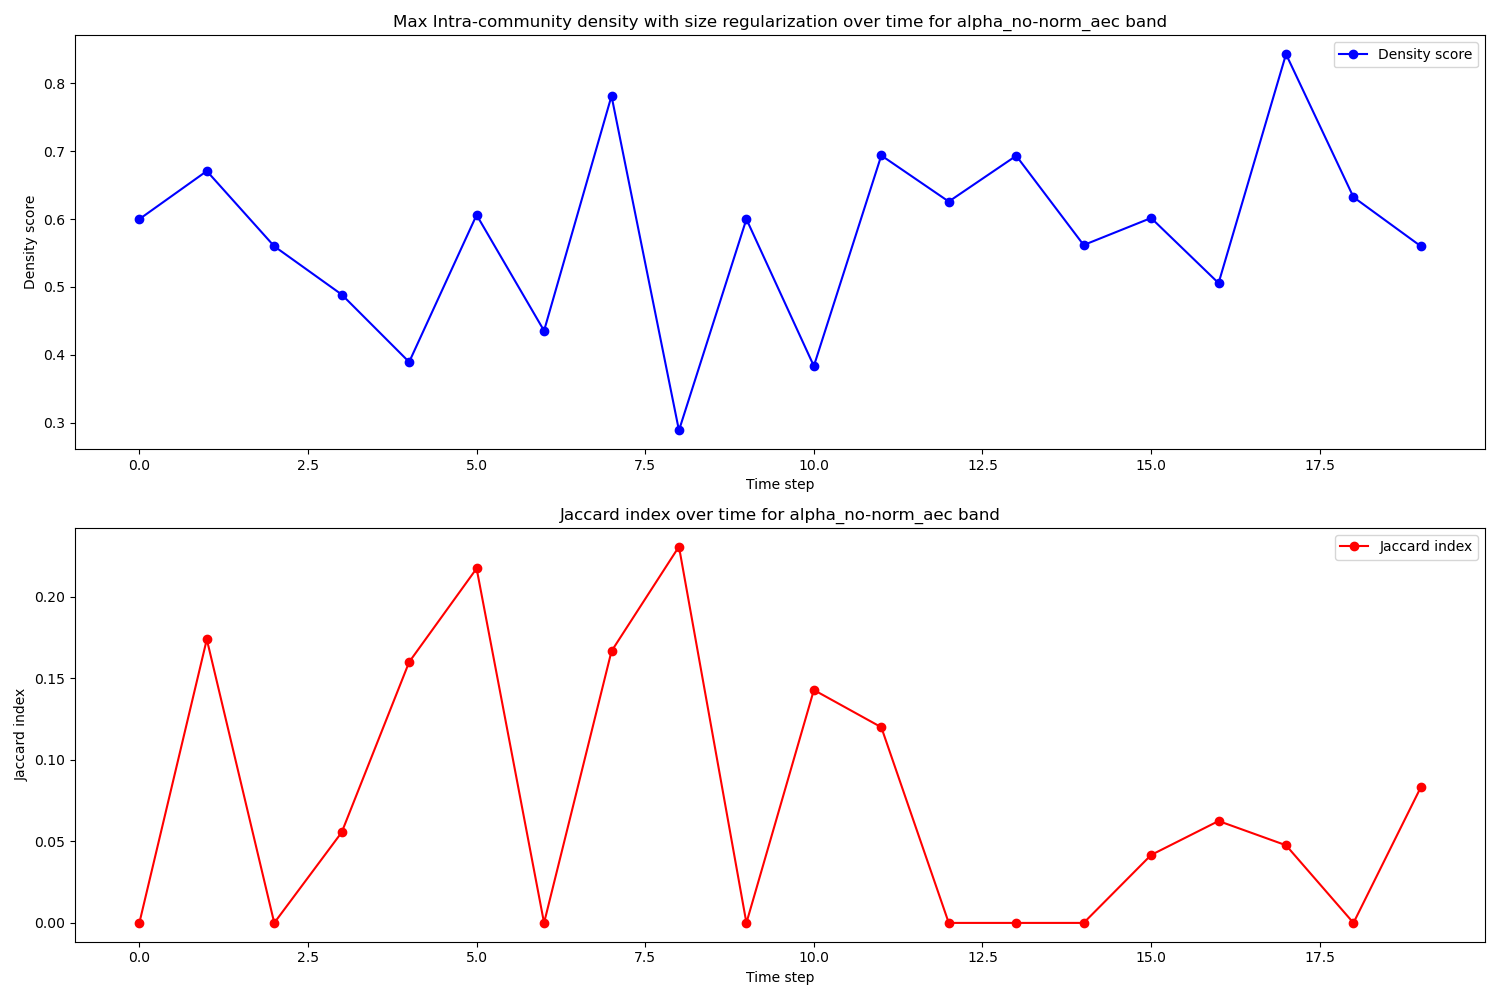 Max Intra-community density with size regularization over time for alpha_no-norm_aec band
Density score
Density score
0.8
0.7
0.6
0.5
0.4
0.3
0.0 2.5 5.0 7.5 10.0 12.5 15.0 17.5
Time step
Jaccard index over time for alpha_no-norm_aec band
Jaccard index
Jaccard index
0.20
0.15
0.10
0.05
0.00
0.0 2.5 5.0 7.5 10.0 12.5 15.0 17.5
Time step